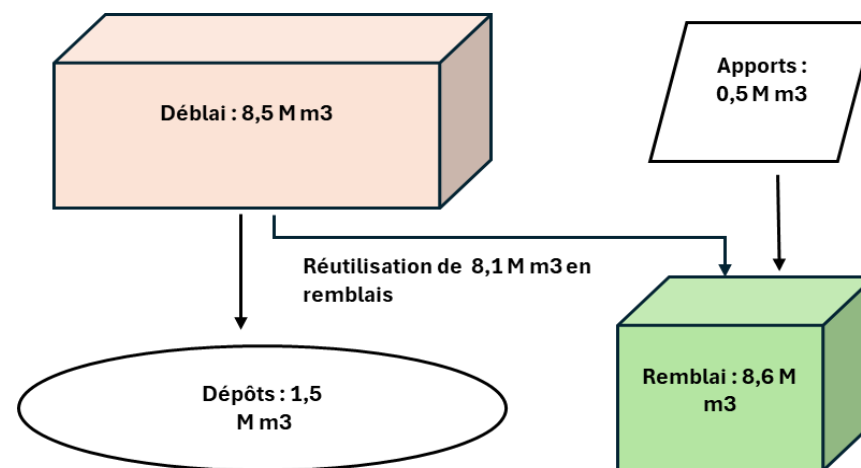 Déblai : 8,5 M m3
Apports :
0,5 M m3
Réutilisation de 8,1 M m3 en
remblais
Dépôts : 1,5
M m3
Remblai : 8,6 M
m3